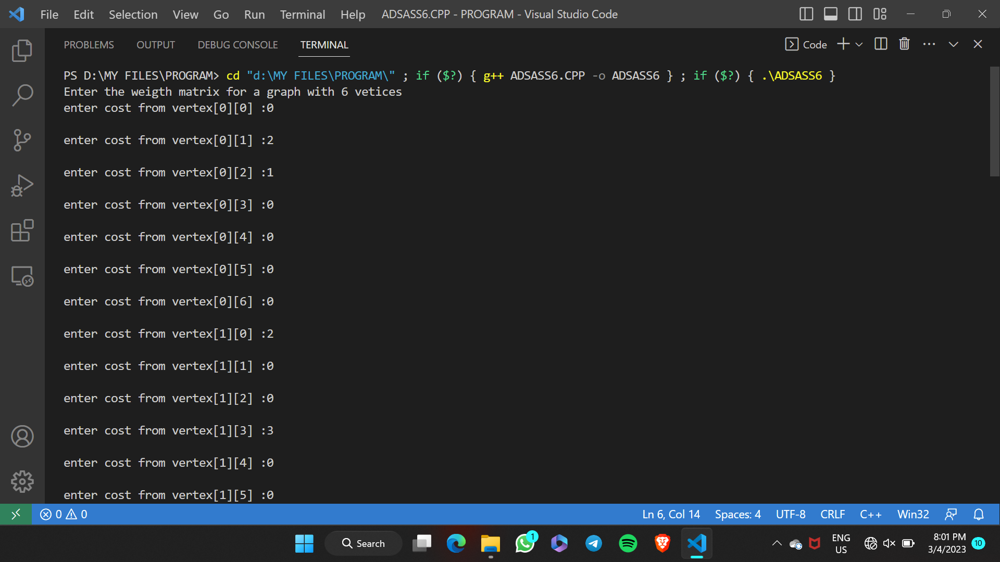 File Edit Selection View Go Run Terminal Help ADSASS6.CPP - PROGRAM - Visual Studio Code
PROBLEMS OUTPUT DEBUG CONSOLE TERMINAL Code
PS D:\MY FILES\PROGRAM> cd "d:\MY FILES\PROGRAM\" ; if ($?) { g++ ADSASS6.CPP -o ADSASS6 } ; if ($?) { .\ADSASS6 }
Enter the weigth matrix for a graph with 6 vetices
enter cost from vertex[0][0] :0
enter cost from vertex[0][1] :2
enter cost from vertex[0][2] :1
enter cost from vertex[0][3] :0
enter cost from vertex[0][4] :0
enter cost from vertex[0][5] :0
enter cost from vertex[0][6] :0
enter cost from vertex[1][0] :2
enter cost from vertex[1][1] :0
enter cost from vertex[1][2] :0
enter cost from vertex[1][3] :3
enter cost from vertex[1][4] :0
enter cost from vertex[1][5] :0
0 0 Ln 6, Col 14 Spaces: 4 UTF-8 CRLF C++ Win32
Search 1 ENG US 8:01 PM 3/4/2023 10